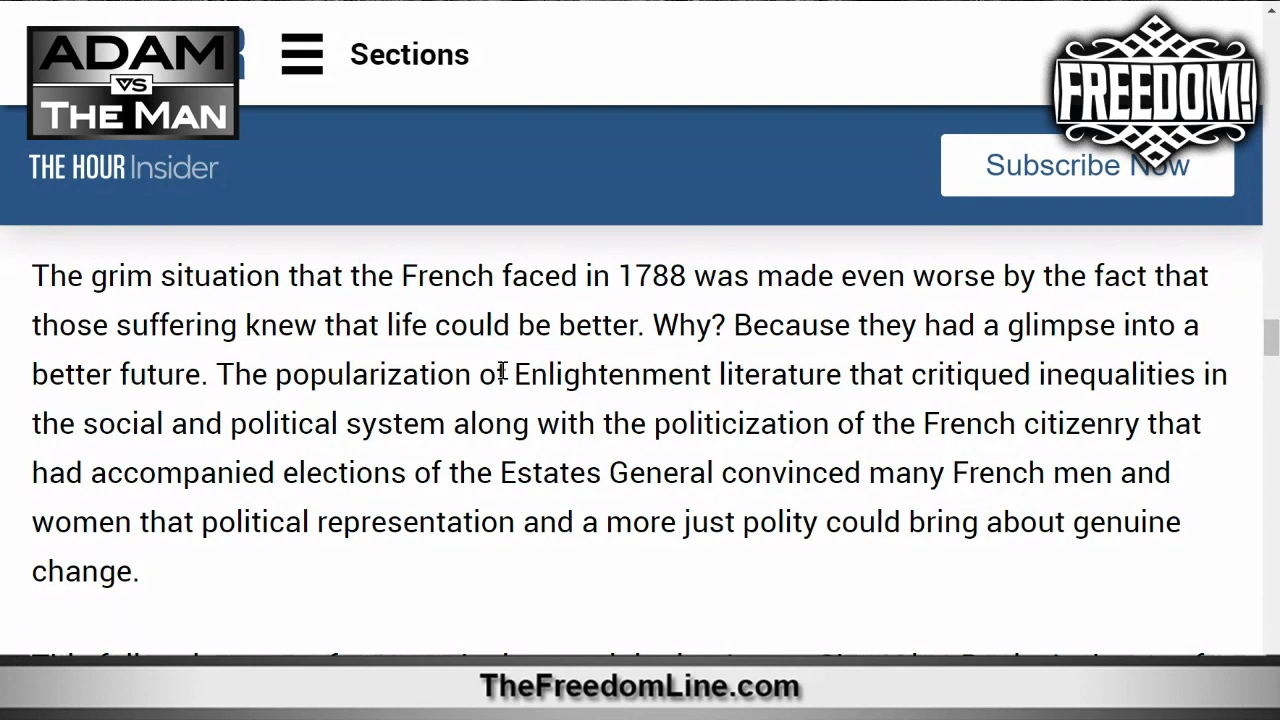 ADAM
VS
THE MAN
Sections
FREEDOM!
THE HOUR Insider
Subscribe Now
The grim situation that the French faced in 1788 was made even worse by the fact that
those suffering knew that life could be better. Why? Because they had a glimpse into a
better future. The popularization of Enlightenment literature that critiqued inequalities in
the social and political system along with the politicization of the French citizenry that
had accompanied elections of the Estates General convinced many French men and
women that political representation and a more just polity could bring about genuine
change.
TheFreedomLine.com